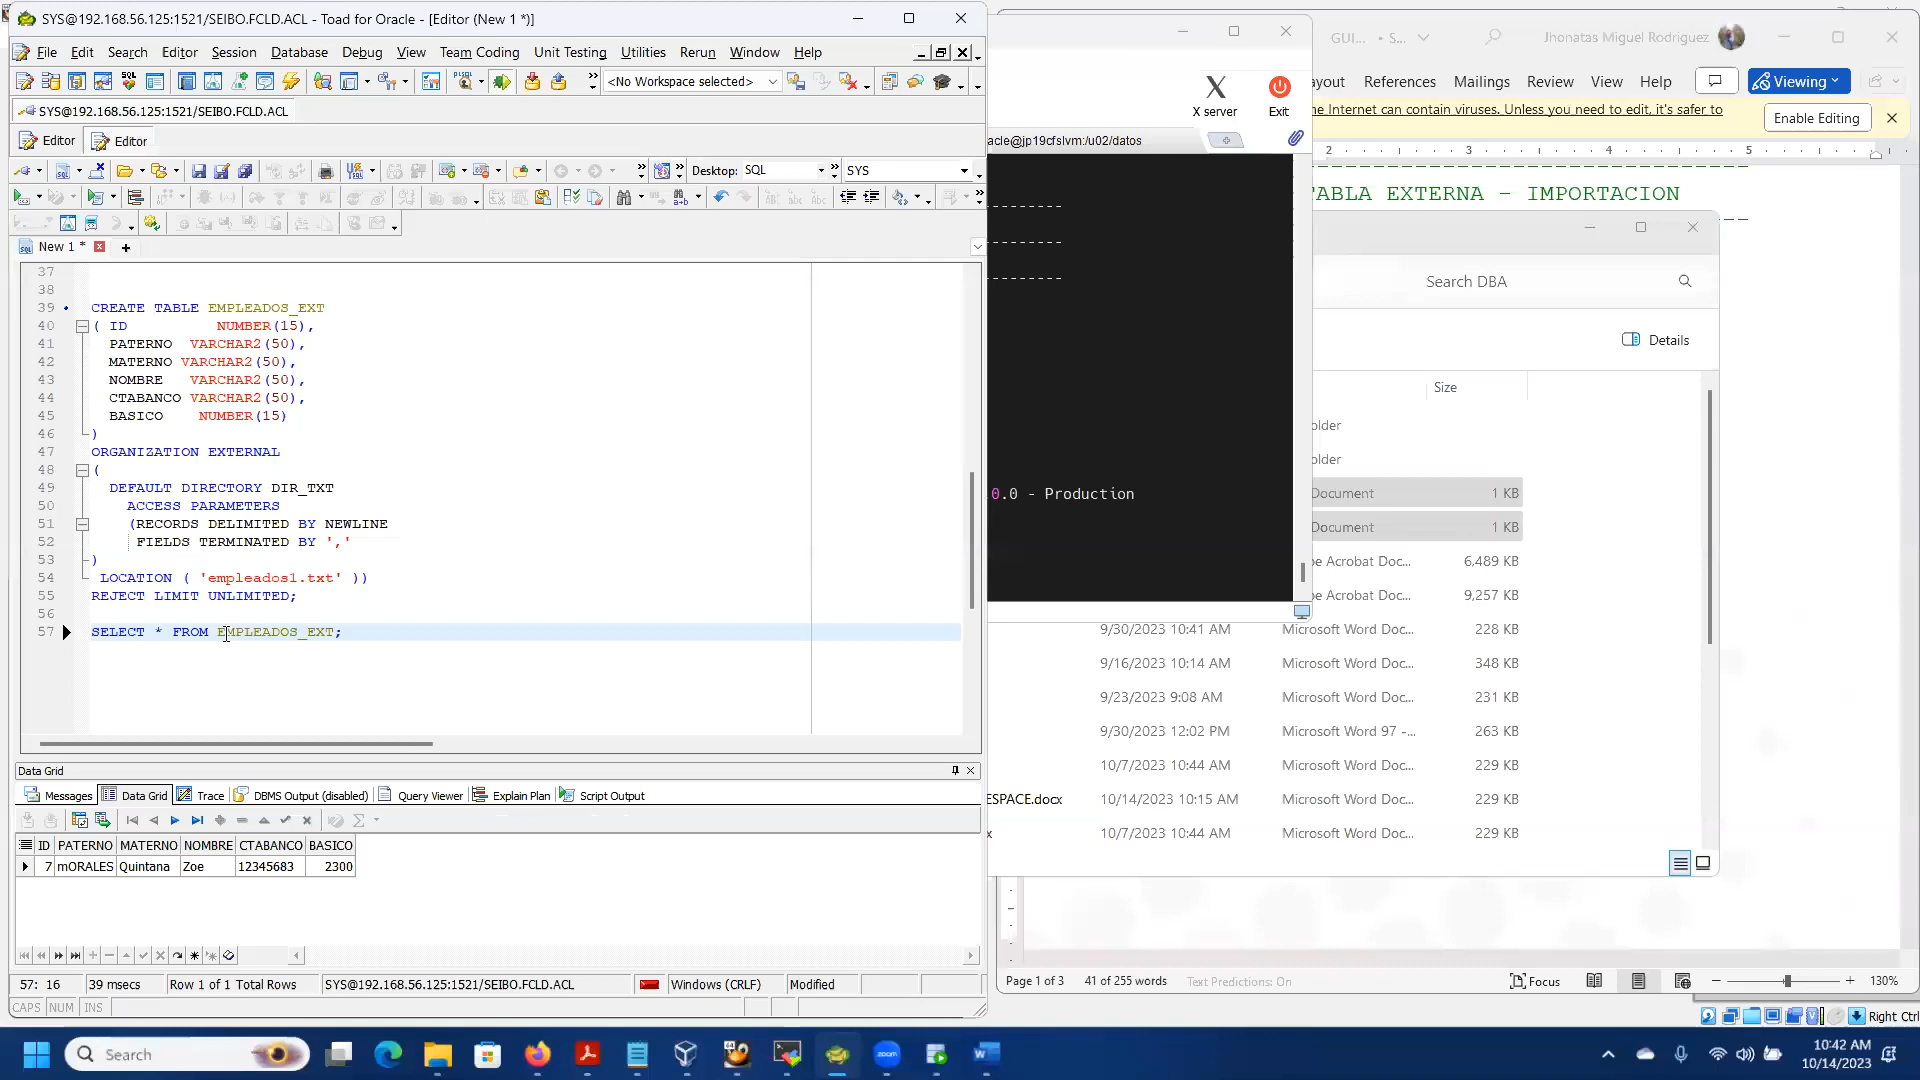 SYS@192.168.56.125:1521/SEIBO.FCLD.ACL - Toad for Oracle - [Editor (New 1 *)]
File Edit Search Editor Session Database Debug View Team Coding Unit Testing Utilities Rerun Window Help
<No Workspace selected>
SYS@192.168.56.125:1521/SEIBO.FCLD.ACL
Editor Editor
Desktop: SQL SYS
New 1 *
37
38
39 CREATE TABLE EMPLEADOS_EXT
40 ( ID NUMBER(15),
41 PATERNO VARCHAR2(50),
42 MATERNO VARCHAR2(50),
43 NOMBRE VARCHAR2(50),
44 CTABANCO VARCHAR2(50),
45 BASICO NUMBER(15)
46 )
47 ORGANIZATION EXTERNAL
48 (
49 DEFAULT DIRECTORY DIR_TXT
50 ACCESS PARAMETERS
51 (RECORDS DELIMITED BY NEWLINE
52 FIELDS TERMINATED BY ','
53 )
54 LOCATION ( 'empleados1.txt' ))
55 REJECT LIMIT UNLIMITED;
56
57 SELECT * FROM EMPLEADOS_EXT;
Data Grid
Messages Data Grid Trace DBMS Output (disabled) Query Viewer Explain Plan Script Output
ID PATERNO MATERNO NOMBRE CTABANCO BASICO
7 mORALES Quintana Zoe 12345683 2300
57: 16 39 msecs Row 1 of 1 Total Rows SYS@192.168.56.125:1521/SEIBO.FCLD.ACL Windows (CRLF) Modified
CAPS NUM INS
X server Exit
acle@jp19cfslvm:/u02/datos
---------
---------
---------
0.0 - Production
GUI... • S... Jhonatas Miguel Rodriguez
ayout References Mailings Review View Help Viewing
ne Internet can contain viruses. Unless you need to edit, it's safer to Enable Editing
2 3 4 5
TABLA EXTERNA – IMPORTACION
Search DBA
Details
Size
older
older
Document 1 KB
Document 1 KB
be Acrobat Doc... 6,489 KB
be Acrobat Doc... 9,257 KB
9/30/2023 10:41 AM Microsoft Word Doc... 228 KB
9/16/2023 10:14 AM Microsoft Word Doc... 348 KB
9/23/2023 9:08 AM Microsoft Word Doc... 231 KB
9/30/2023 12:02 PM Microsoft Word 97 -... 263 KB
10/7/2023 10:44 AM Microsoft Word Doc... 229 KB
ESPACE.docx 10/14/2023 10:15 AM Microsoft Word Doc... 229 KB
x 10/7/2023 10:44 AM Microsoft Word Doc... 229 KB
Page 1 of 3 41 of 255 words Text Predictions: On Focus 130%
Right Ctrl
Search
zoom
10:42 AM
10/14/2023